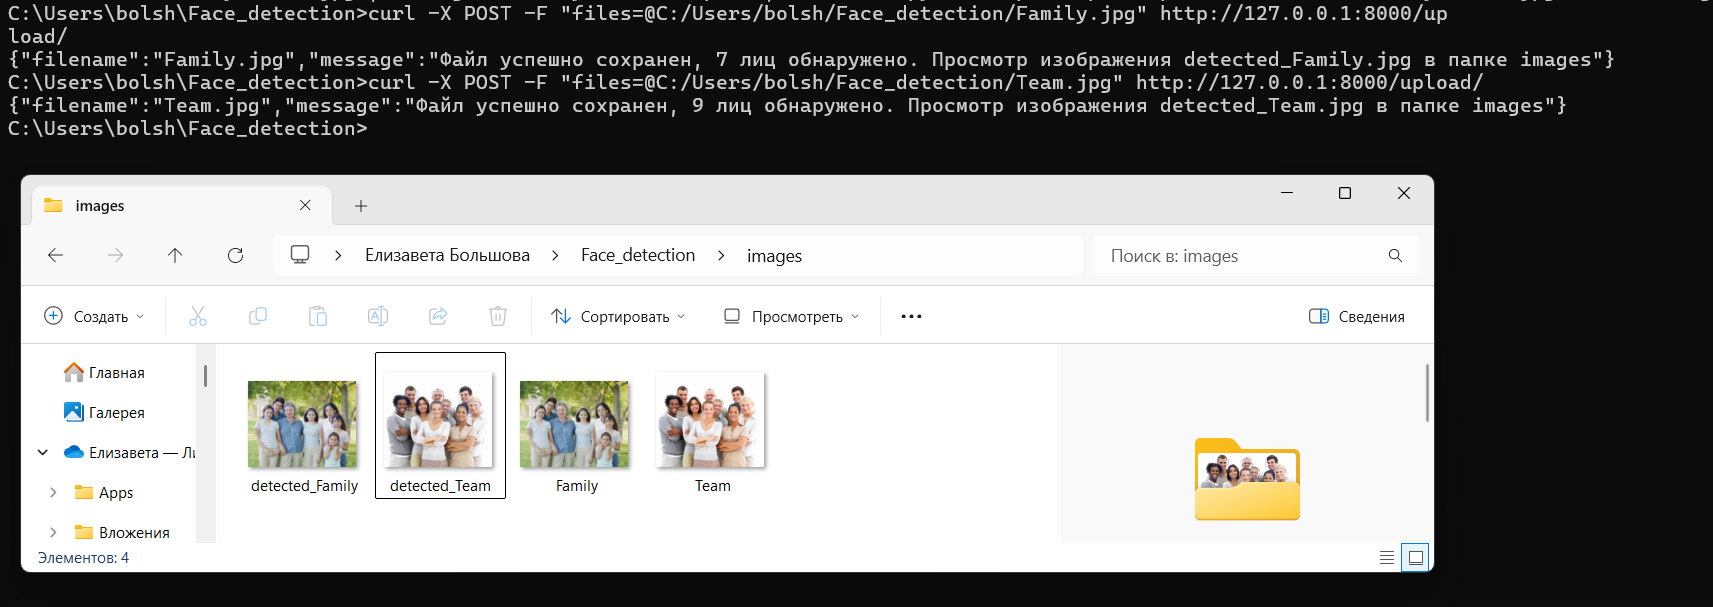 C:\Users\bolsh\Face_detection>curl -X POST -F "files=@C:/Users/bolsh/Face_detection/Family.jpg" http://127.0.0.1:8000/up
load/
{"filename":"Family.jpg","message":"Файл успешно сохранен, 7 лиц обнаружено. Просмотр изображения detected_Family.jpg в папке images"}
C:\Users\bolsh\Face_detection>curl -X POST -F "files=@C:/Users/bolsh/Face_detection/Team.jpg" http://127.0.0.1:8000/upload/
{"filename":"Team.jpg","message":"Файл успешно сохранен, 9 лиц обнаружено. Просмотр изображения detected_Team.jpg в папке images"}
C:\Users\bolsh\Face_detection>
images
Елизавета Большова > Face_detection > images
Поиск в: images
Создать
Сортировать
Просмотреть
Сведения
Главная
Галерея
Елизавета — Ли
Apps
Вложения
detected_Family
detected_Team
Family
Team
Элементов: 4